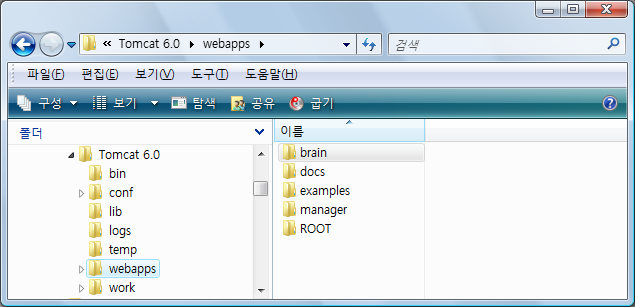 « Tomcat 6.0 webapps
검색
파일(F) 편집(E) 보기(V) 도구(T) 도움말(H)
구성 보기 탐색 공유 굽기
폴더
이름
Tomcat 6.0
bin
conf
lib
logs
temp
webapps
work
brain
docs
examples
manager
ROOT